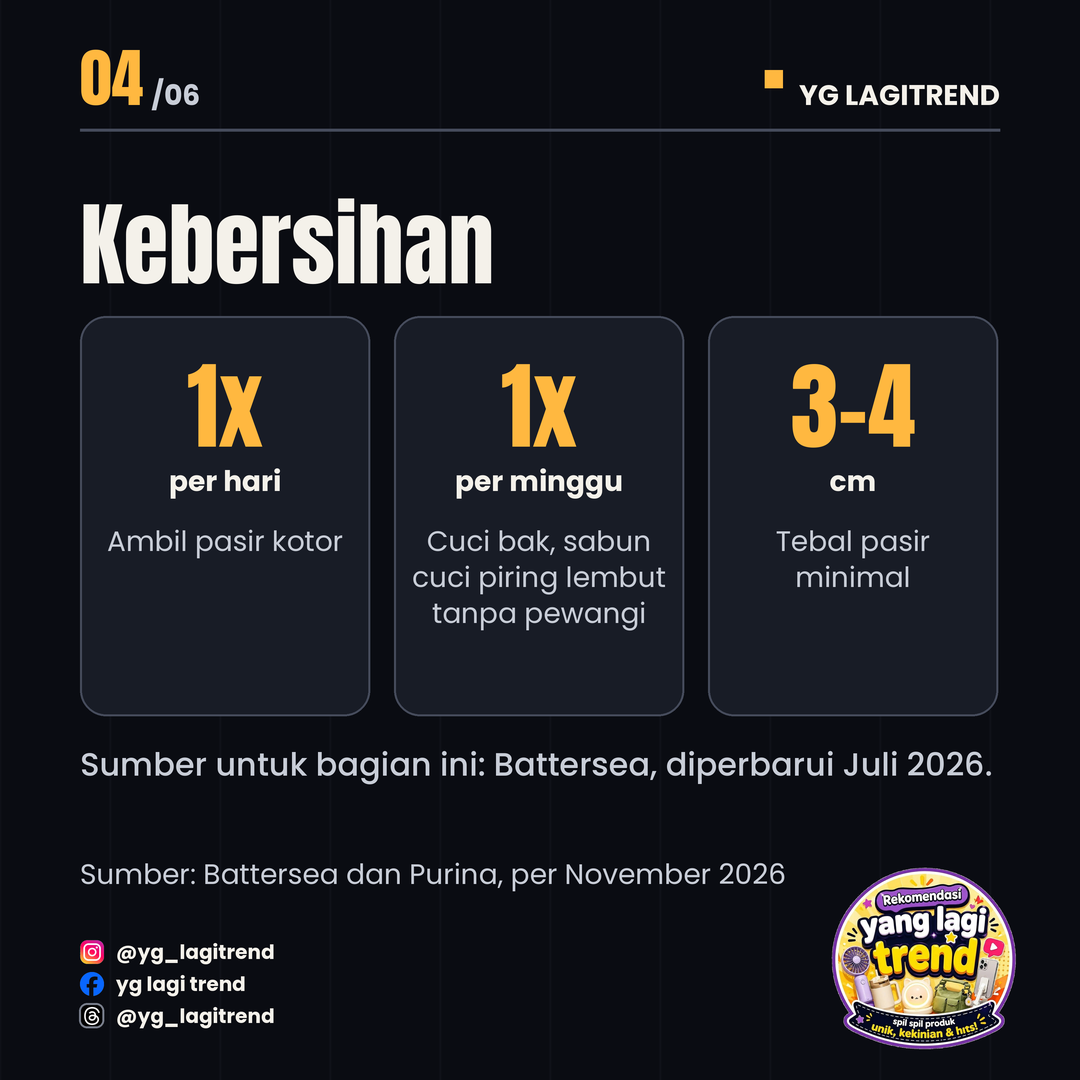 04 /06
YG LAGITREND
Kebersihan
1x
per hari
Ambil pasir kotor
1x
per minggu
Cuci bak, sabun
cuci piring lembut
tanpa pewangi
3-4
cm
Tebal pasir
minimal
Sumber untuk bagian ini: Battersea, diperbarui Juli 2026.
Sumber: Battersea dan Purina, per November 2026
@yg_lagitrend
yg lagi trend
@yg_lagitrend
Rekomendasi
yang lagi
trend
spil spil produk
unik, kekinian & hits!